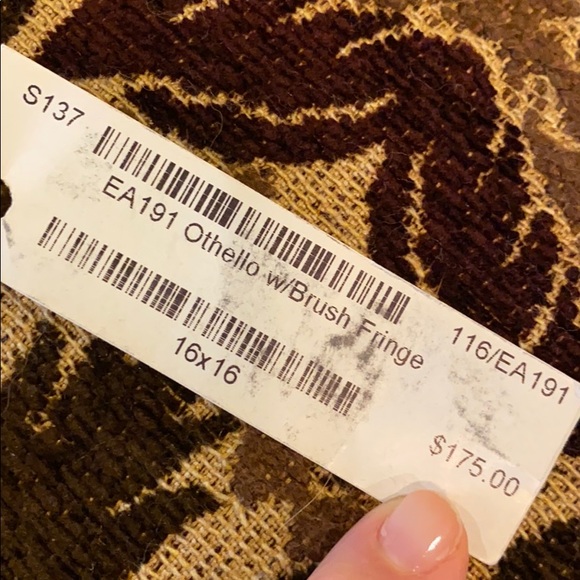 S137
EA191 Othello w/Brush Fringe
16x16
116/EA191
$175.00